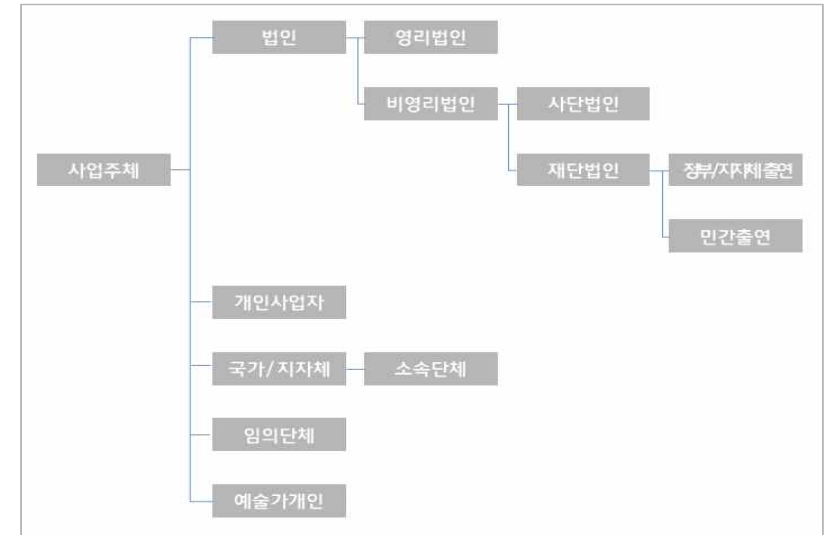 법인
영리법인
비영리법인
사단법인
사업주체
재단법인
정부/지자체출연
민간출연
개인사업자
국가/지자체
소속단체
임의단체
예술가개인